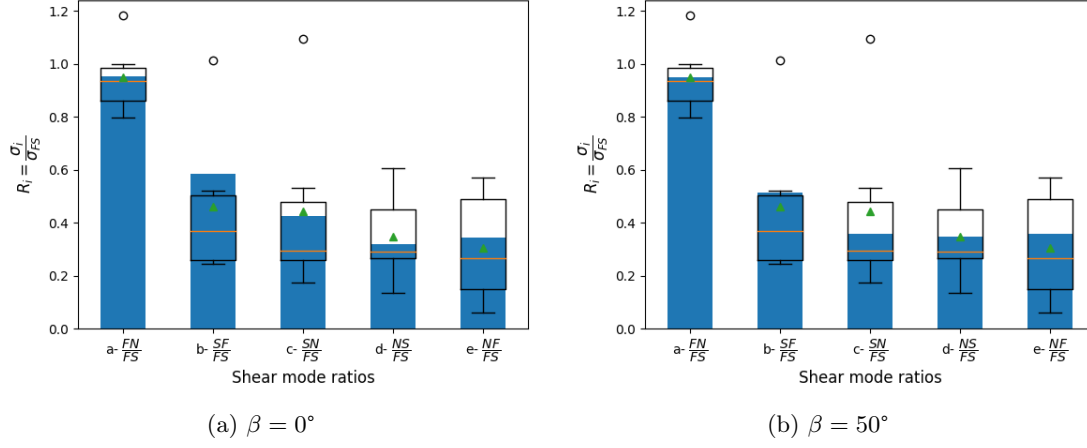 1.2
1.0
0.8
0.6
0.4
0.2
0.0
R_i = σ_i/σ_FS
a- FN/FS b- SF/FS c- SN/FS d- NS/FS e- NF/FS
Shear mode ratios
(a) β = 0°
1.2
1.0
0.8
0.6
0.4
0.2
0.0
R_i = σ_i/σ_FS
a- FN/FS b- SF/FS c- SN/FS d- NS/FS e- NF/FS
Shear mode ratios
(b) β = 50°